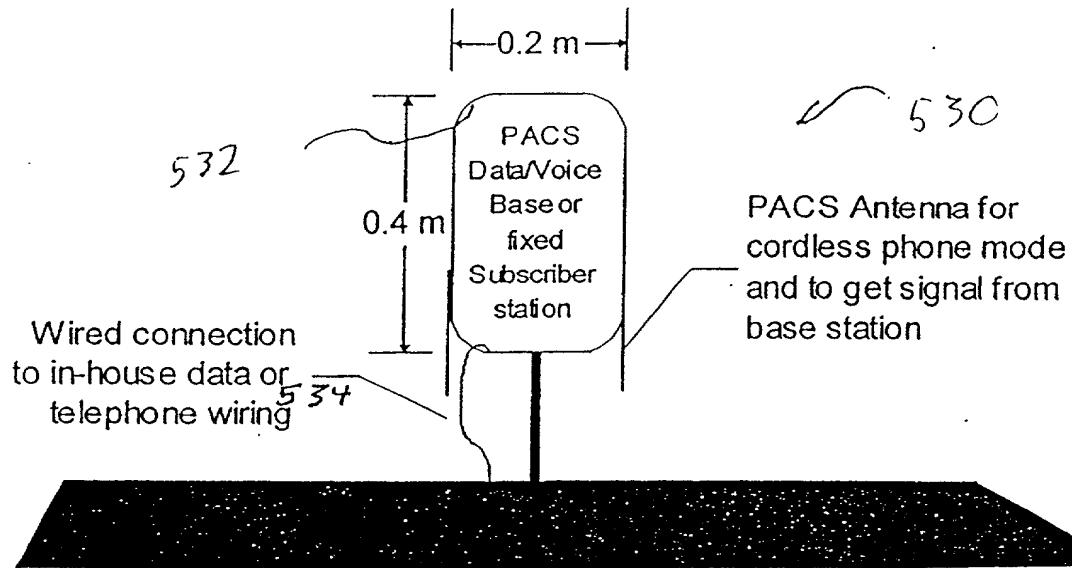 0.2 m
530
532
0.4 m
PACS
Data/Voice
Base or
fixed
Subscriber
station
PACS Antenna for
cordless phone mode
and to get signal from
base station
Wired connection
to in-house data or
telephone wiring
534